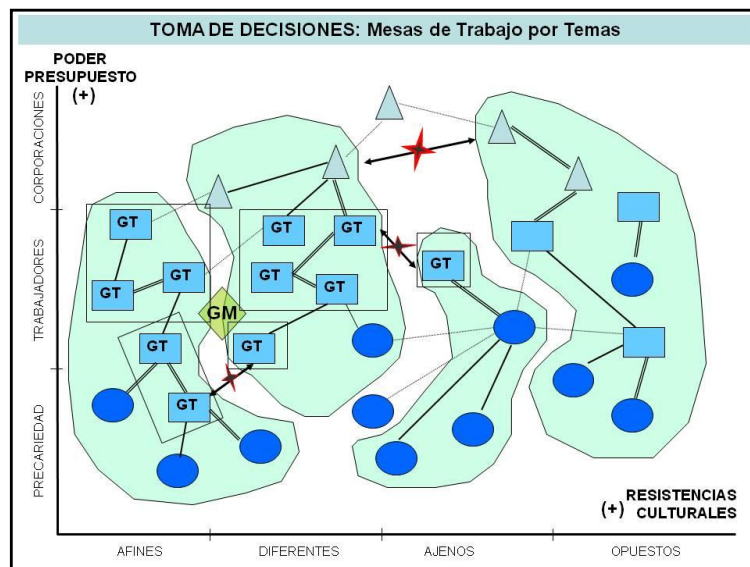 TOMA DE DECISIONES: Mesas de Trabajo por Temas
PODER
PRESUPUESTO
(+)
CORPORACIONES
TRABAJADORES
PRECARIEDAD
GT
GT
GT
GT
GT
GT
GT
GT
GM
GT
GT
GT
(+) RESISTENCIAS
CULTURALES
AFINES
DIFERENTES
AJENOS
OPUESTOS